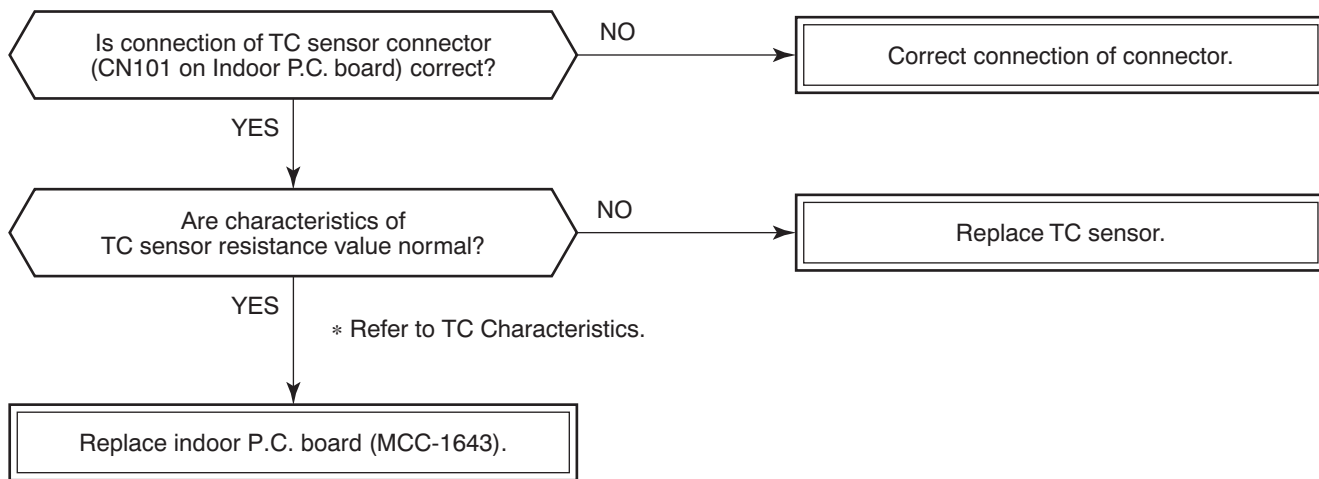 Is connection of TC sensor connector
(CN101 on Indoor P.C. board) correct?
NO
Correct connection of connector.
YES
Are characteristics of
TC sensor resistance value normal?
NO
Replace TC sensor.
YES
* Refer to TC Characteristics.
Replace indoor P.C. board (MCC-1643).